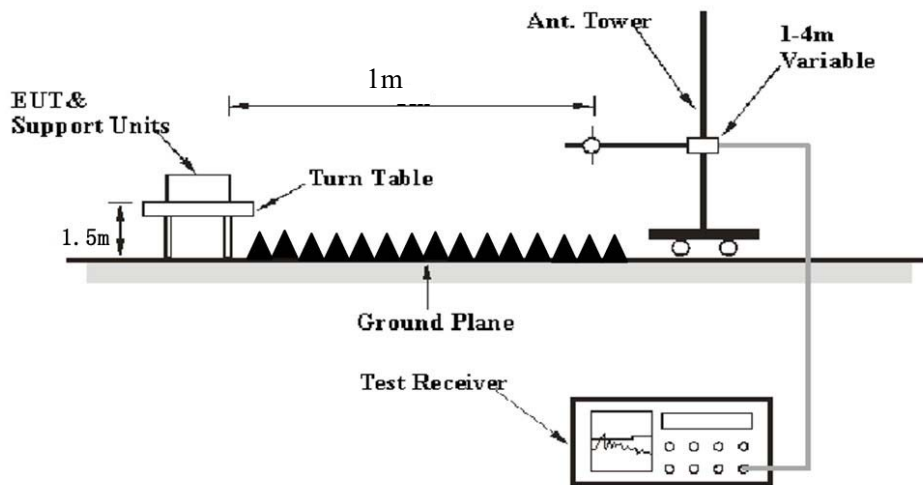 Ant. Tower
1-4m
Variable
1m
EUT&
Support Units
Turn Table
1.5m
Ground Plane
Test Receiver